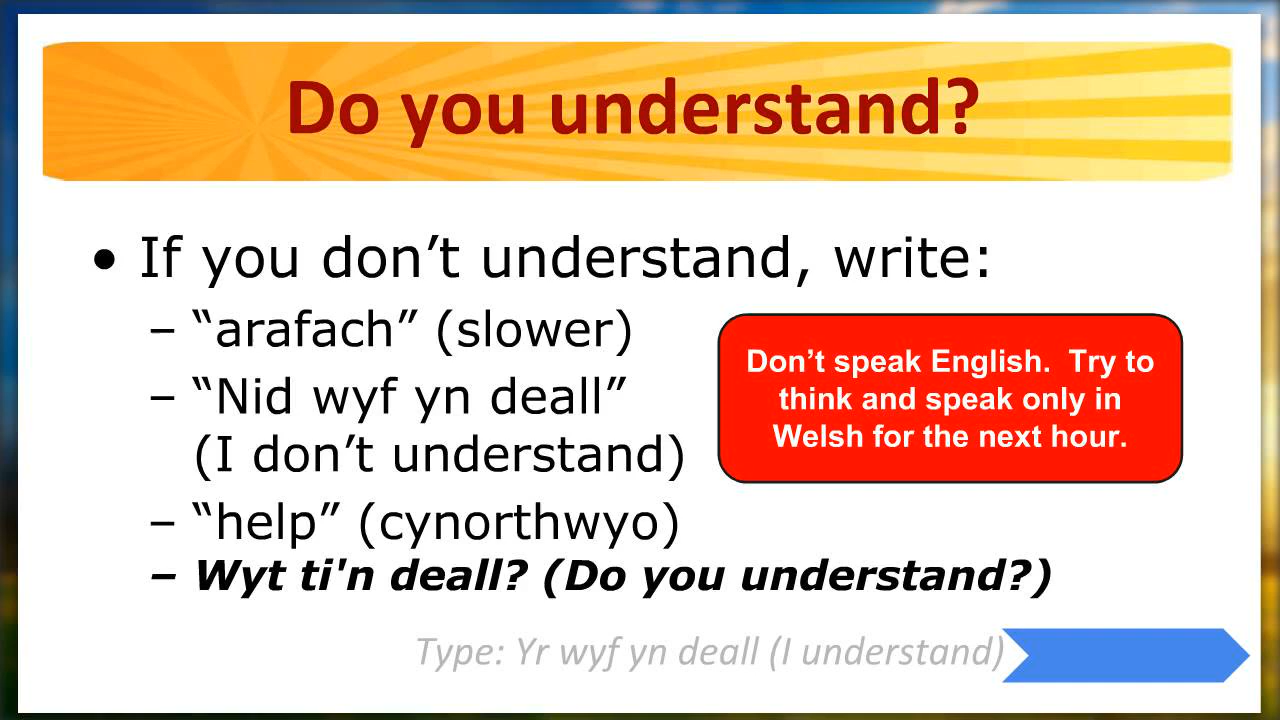 Do you understand?
• If you don’t understand, write:
– “arafach” (slower)
– “Nid wyf yn deall”
(I don’t understand)
– “help” (cynorthwyo)
– Wyt ti'n deall? (Do you understand?)
Don’t speak English. Try to
think and speak only in
Welsh for the next hour.
Type: Yr wyf yn deall (I understand)